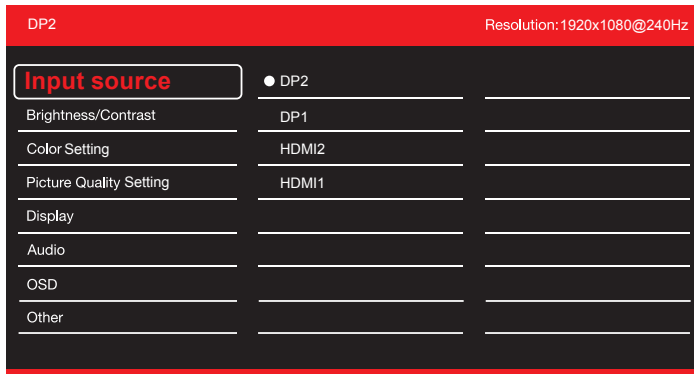 DP2
Resolution:1920x1080@240Hz
Input source
Brightness/Contrast
Color Setting
Picture Quality Setting
Display
Audio
OSD
Other
DP2
DP1
HDMI2
HDMI1